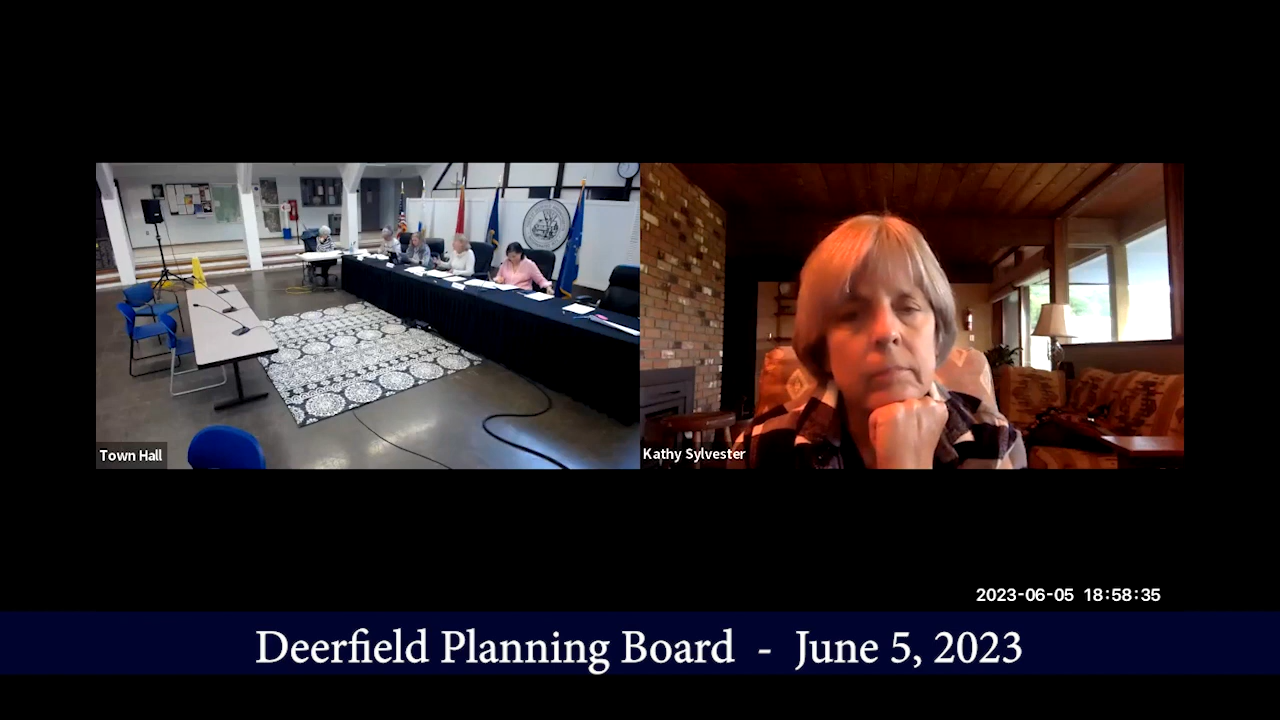 Town Hall
Kathy Sylvester
2023-06-05 18:58:35
Deerfield Planning Board - June 5, 2023